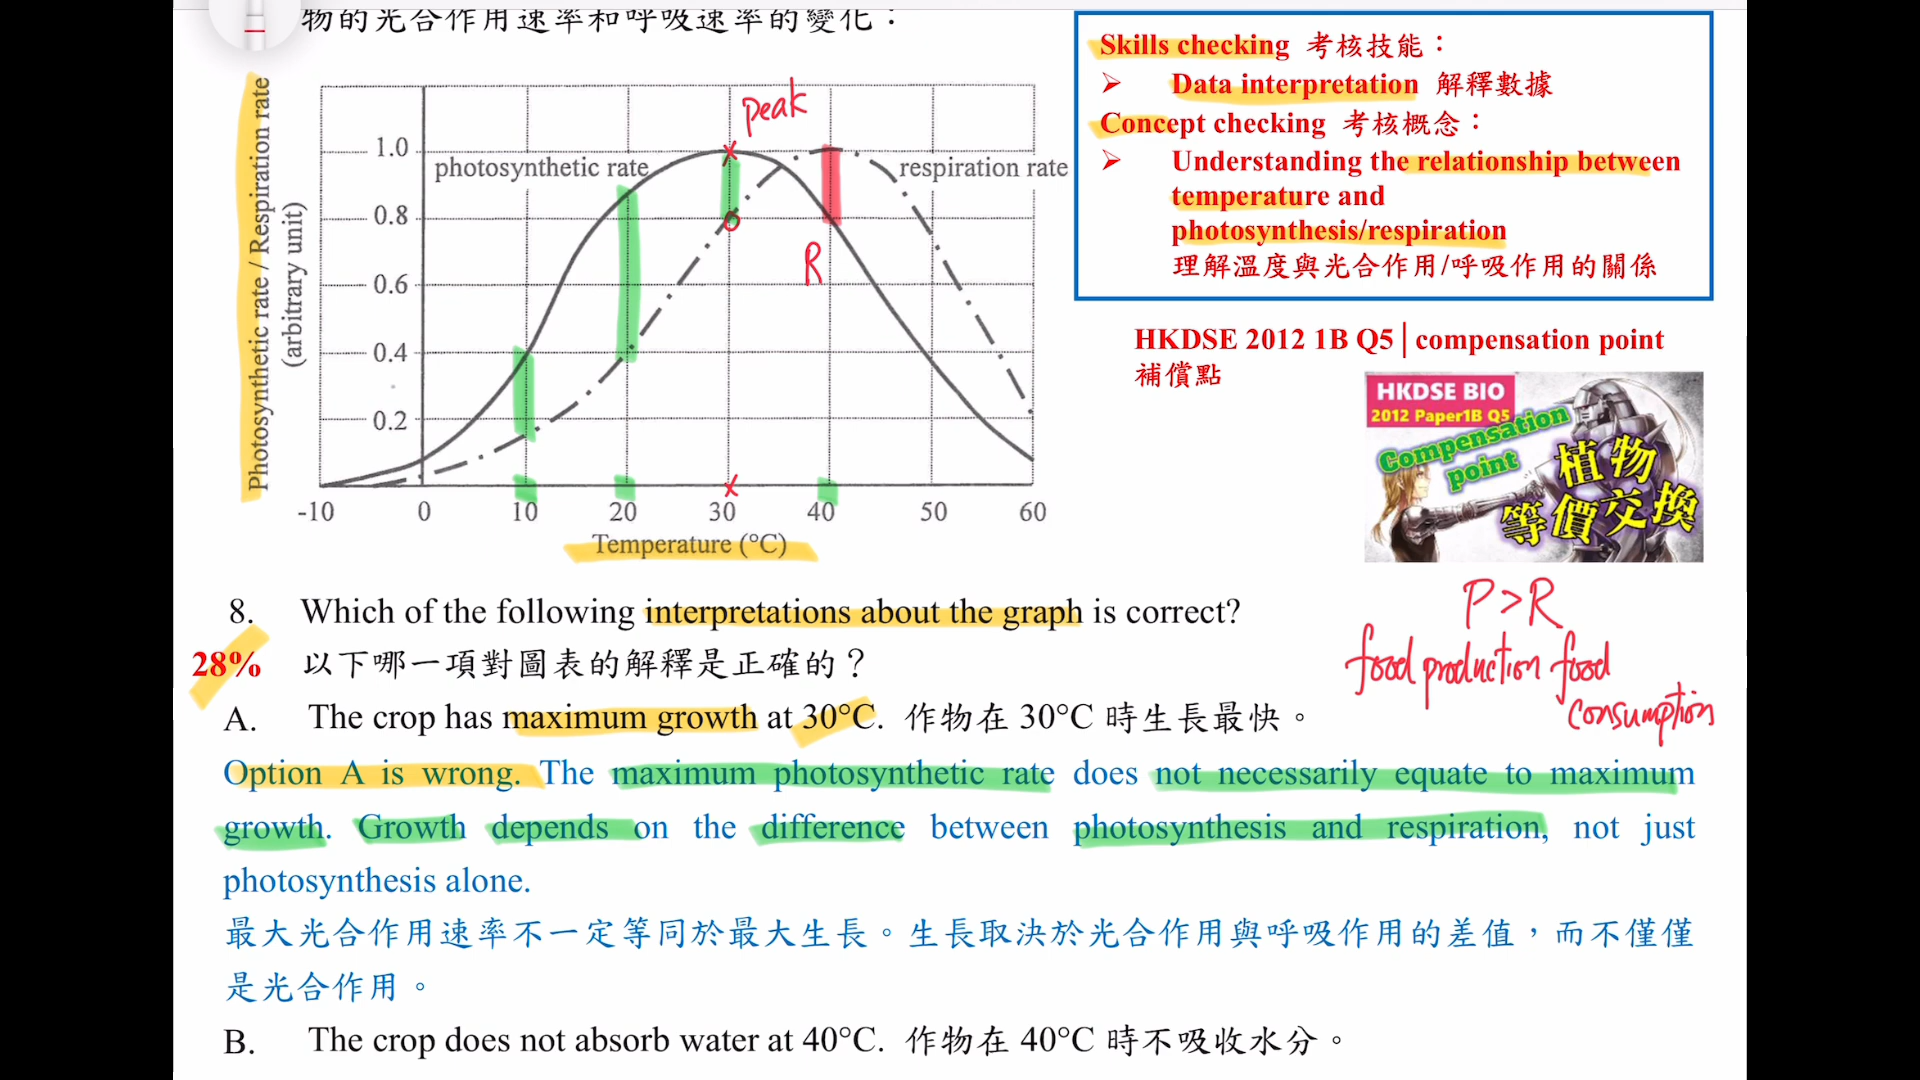 物的光合作用速率和呼吸速率的變化：
Photosynthetic rate / Respiration rate
(arbitrary unit)
1.0
0.8
0.6
0.4
0.2
photosynthetic rate
respiration rate
peak
R
-10 0 10 20 30 40 50 60
Temperature (°C)
Skills checking 考核技能：
➢ Data interpretation 解釋數據
Concept checking 考核概念：
➢ Understanding the relationship between
temperature and
photosynthesis/respiration
理解溫度與光合作用/呼吸作用的關係
HKDSE 2012 1B Q5 | compensation point
補償點
HKDSE BIO
2012 Paper1B Q5
Compensation
point
植物
等價交換
P > R
food production food
consumption
8. Which of the following interpretations about the graph is correct?
28% 以下哪一項對圖表的解釋是正確的？
A. The crop has maximum growth at 30°C. 作物在 30°C 時生長最快。
Option A is wrong. The maximum photosynthetic rate does not necessarily equate to maximum
growth. Growth depends on the difference between photosynthesis and respiration, not just
photosynthesis alone.
最大光合作用速率不一定等同於最大生長。生長取決於光合作用與呼吸作用的差值，而不僅僅
是光合作用。
B. The crop does not absorb water at 40°C. 作物在 40°C 時不吸收水分。